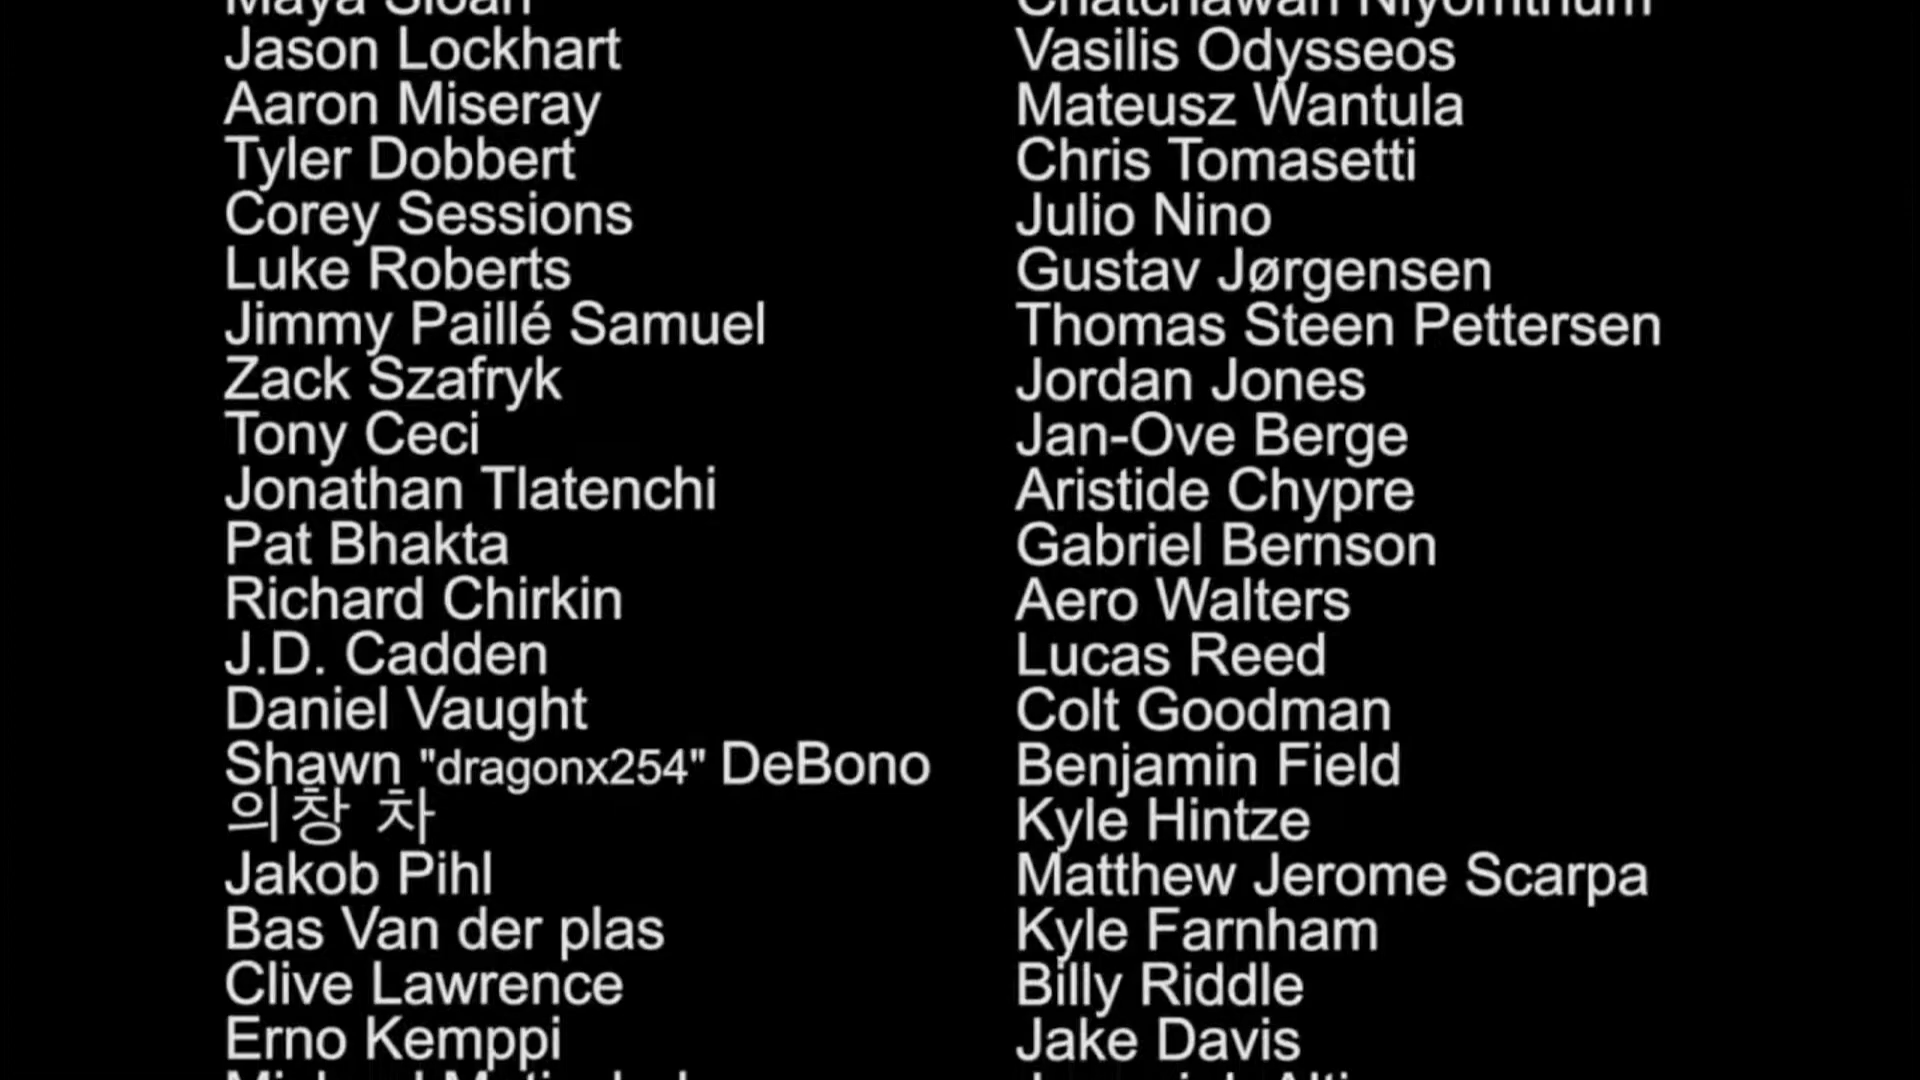 Maya Sloan
Jason Lockhart
Aaron Miseray
Tyler Dobbert
Corey Sessions
Luke Roberts
Jimmy Paillé Samuel
Zack Szafryk
Tony Ceci
Jonathan Tlatenchi
Pat Bhakta
Richard Chirkin
J.D. Cadden
Daniel Vaught
Shawn "dragonx254" DeBono
의창 차
Jakob Pihl
Bas Van der plas
Clive Lawrence
Erno Kemppi
Vasilis Odysseos
Mateusz Wantula
Chris Tomasetti
Julio Nino
Gustav Jørgensen
Thomas Steen Pettersen
Jordan Jones
Jan-Ove Berge
Aristide Chypre
Gabriel Bernson
Aero Walters
Lucas Reed
Colt Goodman
Benjamin Field
Kyle Hintze
Matthew Jerome Scarpa
Kyle Farnham
Billy Riddle
Jake Davis